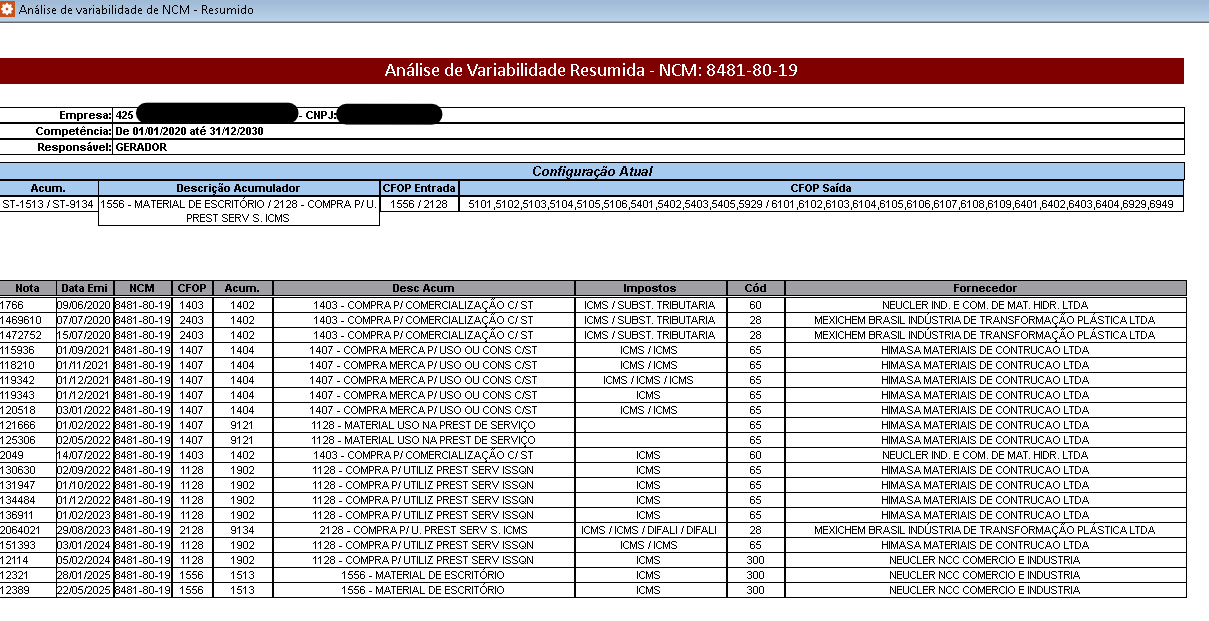 Análise de variabilidade de NCM - Resumido
Análise de Variabilidade Resumida - NCM: 8481-80-19
Empresa: 425 - CNPJ:
Competência: De 01/01/2020 até 31/12/2030
Responsável: GERADOR
Configuração Atual
Acum. Descrição Acumulador CFOP Entrada CFOP Saída
ST-1513 / ST-9134 1556 - MATERIAL DE ESCRITÓRIO / 2128 - COMPRA P/ U. 1556 / 2128 5101,5102,5103,5104,5105,5106,5401,5402,5403,5405,5929 / 6101,6102,6103,6104,6105,6106,6107,6108,6109,6401,6402,6403,6404,6929,6949
PREST SERV S. ICMS
Nota Data Emi NCM CFOP Acum. Desc Acum Impostos Cód Fornecedor
1766 09/06/2020 8481-80-19 1403 1402 1403 - COMPRA P/ COMERCIALIZAÇÃO C/ ST ICMS / SUBST. TRIBUTARIA 60 NEUCLER IND. E COM. DE MAT. HIDR. LTDA
1469610 07/07/2020 8481-80-19 2403 1402 1403 - COMPRA P/ COMERCIALIZAÇÃO C/ ST ICMS / SUBST. TRIBUTARIA 28 MEXICHEM BRASIL INDÚSTRIA DE TRANSFORMAÇÃO PLÁSTICA LTDA
1472752 15/07/2020 8481-80-19 2403 1402 1403 - COMPRA P/ COMERCIALIZAÇÃO C/ ST ICMS / SUBST. TRIBUTARIA 28 MEXICHEM BRASIL INDÚSTRIA DE TRANSFORMAÇÃO PLÁSTICA LTDA
115936 01/09/2021 8481-80-19 1407 1404 1407 - COMPRA MERCA P/ USO OU CONS C/ST ICMS / ICMS 65 HIMASA MATERIAIS DE CONTRUCAO LTDA
118210 01/11/2021 8481-80-19 1407 1404 1407 - COMPRA MERCA P/ USO OU CONS C/ST ICMS / ICMS 65 HIMASA MATERIAIS DE CONTRUCAO LTDA
119342 01/12/2021 8481-80-19 1407 1404 1407 - COMPRA MERCA P/ USO OU CONS C/ST ICMS / ICMS / ICMS 65 HIMASA MATERIAIS DE CONTRUCAO LTDA
119343 01/12/2021 8481-80-19 1407 1404 1407 - COMPRA MERCA P/ USO OU CONS C/ST ICMS 65 HIMASA MATERIAIS DE CONTRUCAO LTDA
120518 03/01/2022 8481-80-19 1407 1404 1407 - COMPRA MERCA P/ USO OU CONS C/ST ICMS / ICMS 65 HIMASA MATERIAIS DE CONTRUCAO LTDA
121666 01/02/2022 8481-80-19 1407 9121 1128 - MATERIAL USO NA PREST DE SERVIÇO 65 HIMASA MATERIAIS DE CONTRUCAO LTDA
125306 02/05/2022 8481-80-19 1407 9121 1128 - MATERIAL USO NA PREST DE SERVIÇO 65 HIMASA MATERIAIS DE CONTRUCAO LTDA
2049 14/07/2022 8481-80-19 1403 1402 1403 - COMPRA P/ COMERCIALIZAÇÃO C/ ST ICMS 60 NEUCLER IND. E COM. DE MAT. HIDR. LTDA
130630 02/09/2022 8481-80-19 1128 1902 1128 - COMPRA P/ UTILIZ PREST SERV ISSQN ICMS 65 HIMASA MATERIAIS DE CONTRUCAO LTDA
131947 01/10/2022 8481-80-19 1128 1902 1128 - COMPRA P/ UTILIZ PREST SERV ISSQN ICMS 65 HIMASA MATERIAIS DE CONTRUCAO LTDA
134484 01/12/2022 8481-80-19 1128 1902 1128 - COMPRA P/ UTILIZ PREST SERV ISSQN ICMS 65 HIMASA MATERIAIS DE CONTRUCAO LTDA
136911 01/02/2023 8481-80-19 1128 1902 1128 - COMPRA P/ UTILIZ PREST SERV ISSQN ICMS 65 HIMASA MATERIAIS DE CONTRUCAO LTDA
2064021 29/08/2023 8481-80-19 2128 9134 2128 - COMPRA P/ U. PREST SERV S. ICMS ICMS / ICMS / DIFALI / DIFALI 28 MEXICHEM BRASIL INDÚSTRIA DE TRANSFORMAÇÃO PLÁSTICA LTDA
151393 03/01/2024 8481-80-19 1128 1902 1128 - COMPRA P/ UTILIZ PREST SERV ISSQN ICMS / ICMS 65 HIMASA MATERIAIS DE CONTRUCAO LTDA
12114 05/02/2024 8481-80-19 1128 1902 1128 - COMPRA P/ UTILIZ PREST SERV ISSQN ICMS 300 NEUCLER NCC COMERCIO E INDUSTRIA
12321 28/01/2025 8481-80-19 1556 1513 1556 - MATERIAL DE ESCRITÓRIO ICMS 300 NEUCLER NCC COMERCIO E INDUSTRIA
12389 22/05/2025 8481-80-19 1556 1513 1556 - MATERIAL DE ESCRITÓRIO ICMS 300 NEUCLER NCC COMERCIO E INDUSTRIA